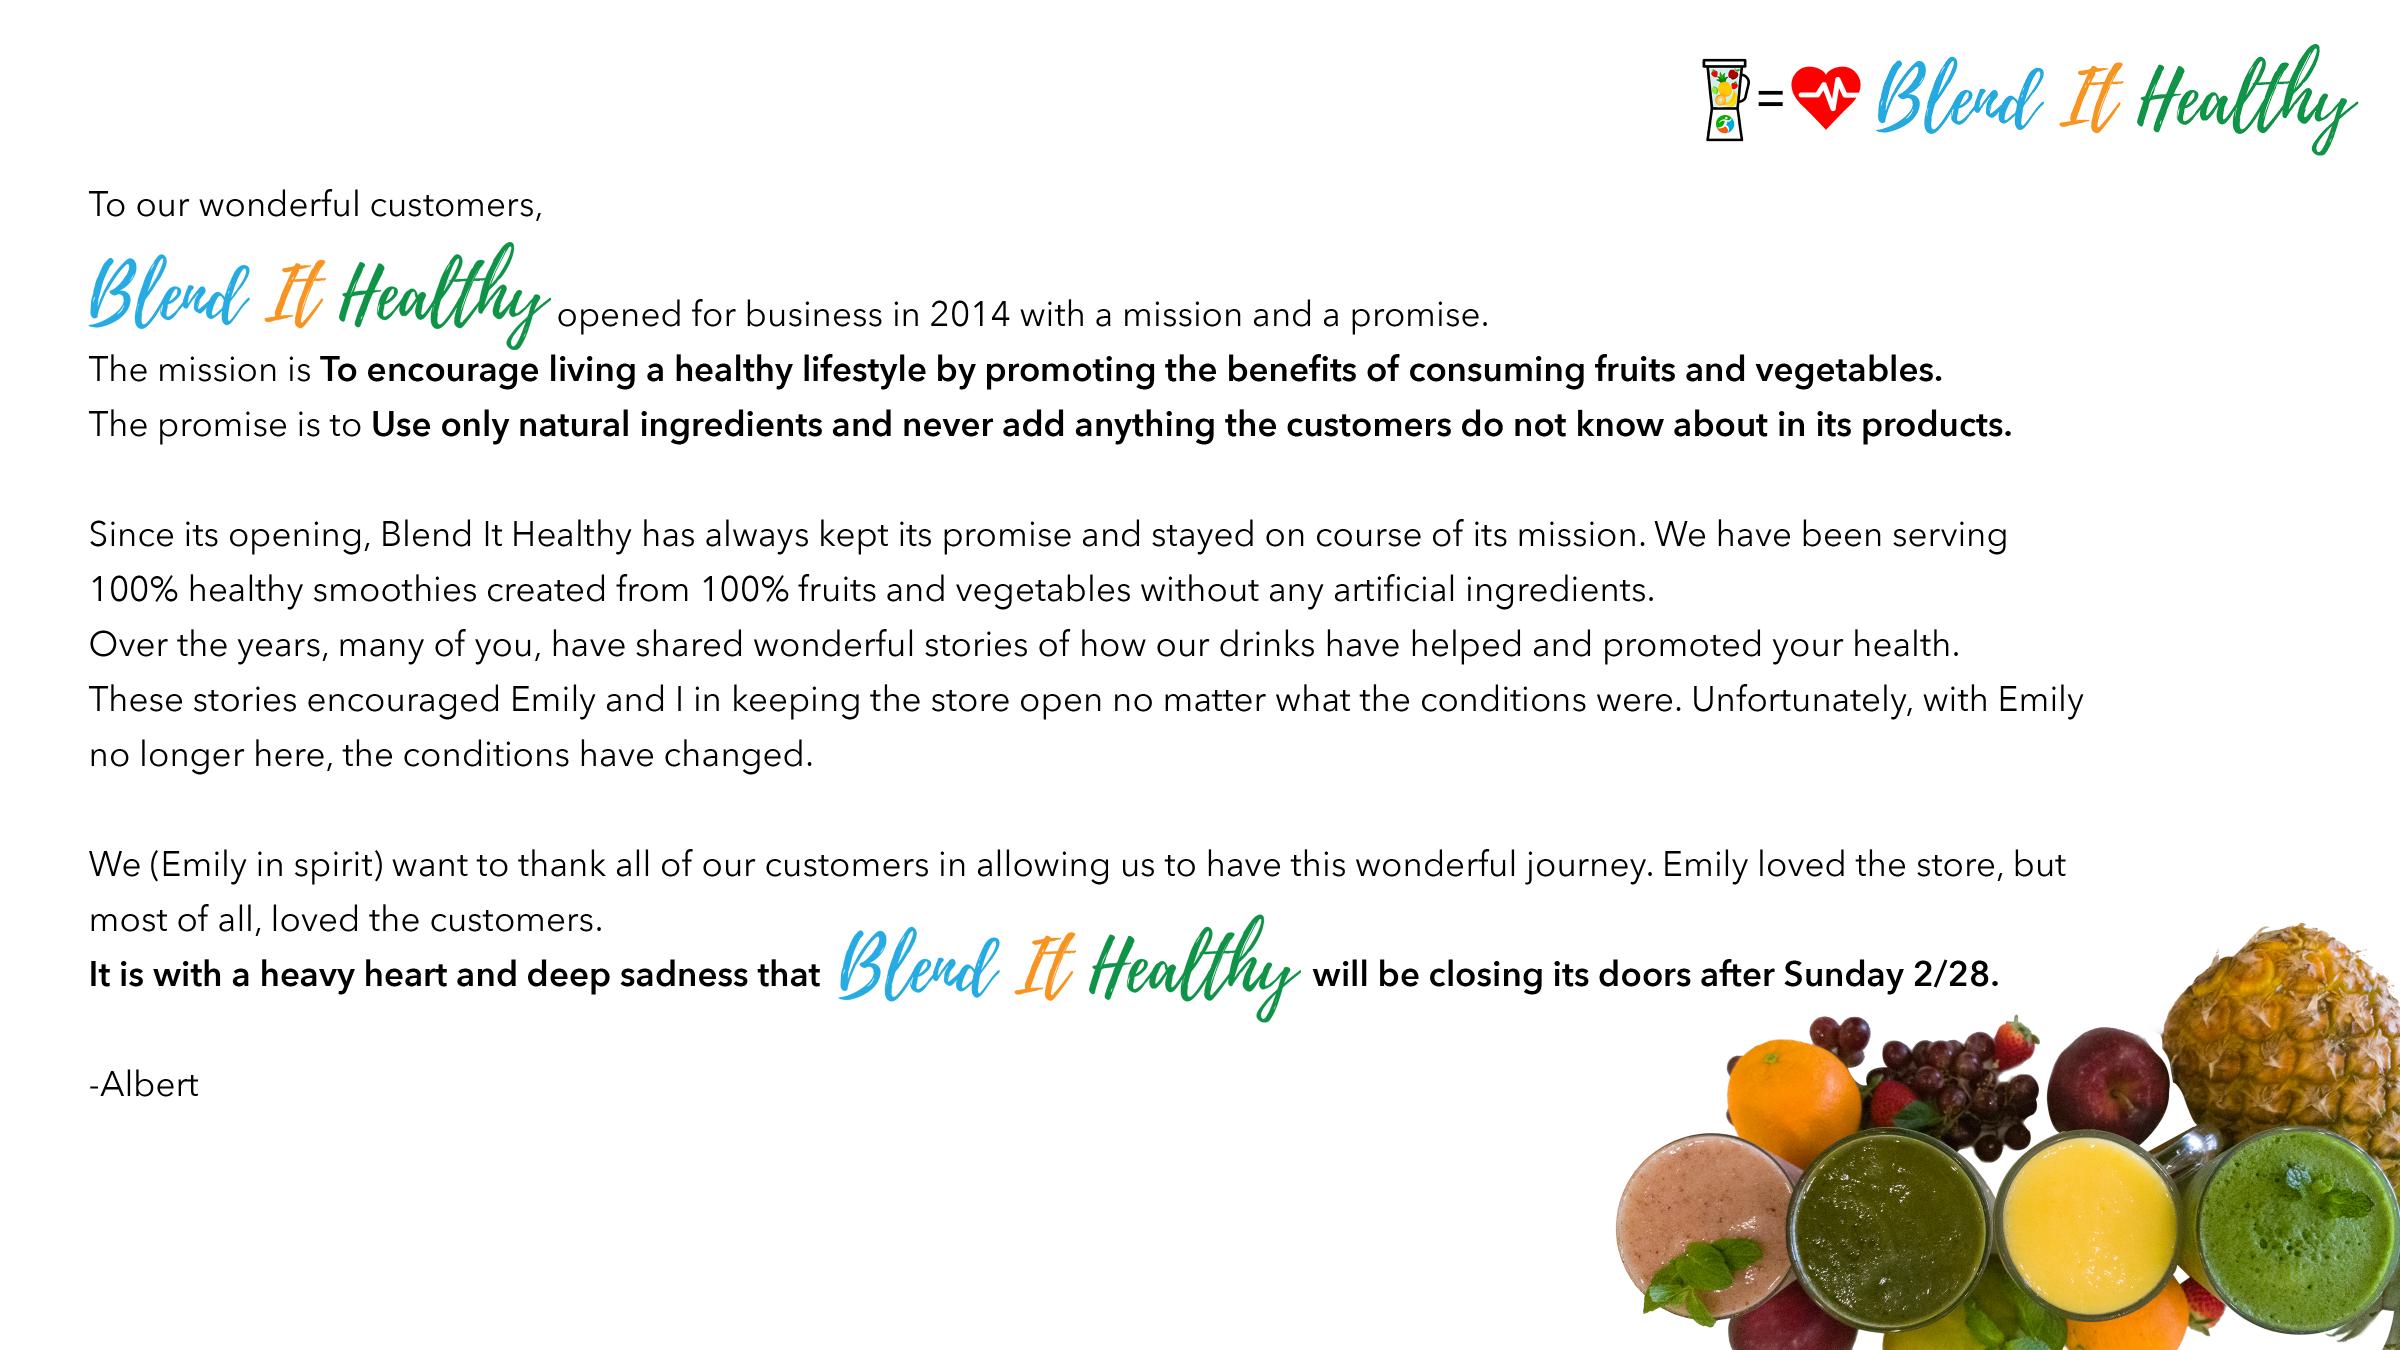 = Blend It Healthy
To our wonderful customers,
Blend It Healthy opened for business in 2014 with a mission and a promise.
The mission is To encourage living a healthy lifestyle by promoting the benefits of consuming fruits and vegetables.
The promise is to Use only natural ingredients and never add anything the customers do not know about in its products.
Since its opening, Blend It Healthy has always kept its promise and stayed on course of its mission. We have been serving
100% healthy smoothies created from 100% fruits and vegetables without any artificial ingredients.
Over the years, many of you, have shared wonderful stories of how our drinks have helped and promoted your health.
These stories encouraged Emily and I in keeping the store open no matter what the conditions were. Unfortunately, with Emily
no longer here, the conditions have changed.
We (Emily in spirit) want to thank all of our customers in allowing us to have this wonderful journey. Emily loved the store, but
most of all, loved the customers.
It is with a heavy heart and deep sadness that Blend It Healthy will be closing its doors after Sunday 2/28.
-Albert